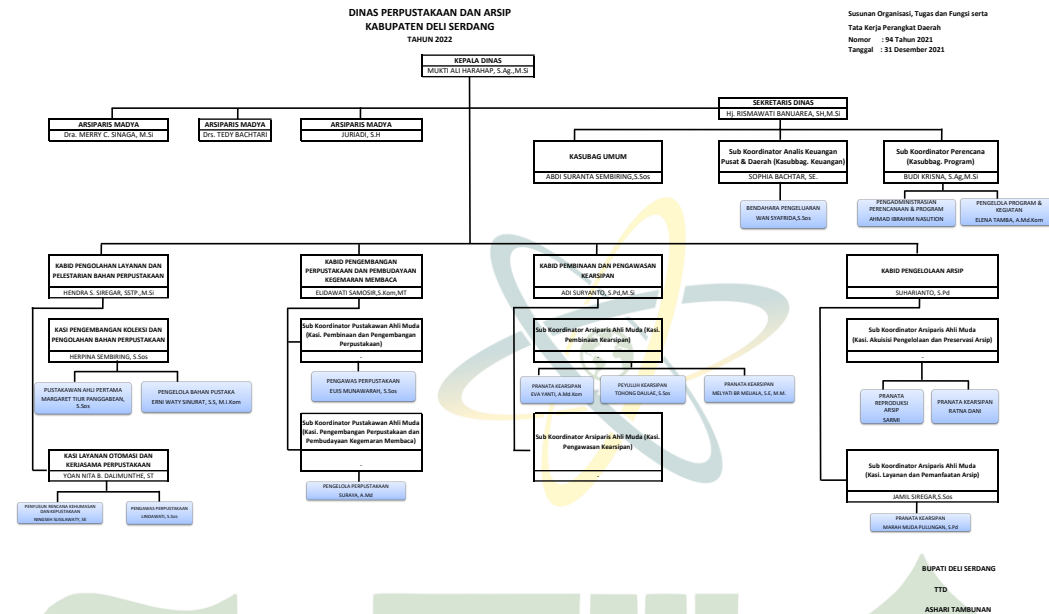 DINAS PERPUSTAKAAN DAN ARSIP
KABUPATEN DELI SERDANG
TAHUN 2022
Susunan Organisasi, Tugas dan Fungsi serta
Tata Kerja Perangkat Daerah
Nomor : 94 Tahun 2021
Tanggal : 31 Desember 2021
KEPALA DINAS
MUKTI ALI HARAHAP, S.Ag.,M.Si
SEKRETARIS DINAS
Hj. RISMAWATI BANUAREA, SH,M.Si
ARSIPARIS MADYA
Dra. MERRY C. SINAGA, M.Si
ARSIPARIS MADYA
Drs. TEDY BACHTARI
ARSIPARIS MADYA
JURIADI, S.H
KASUBAG UMUM
ABDI SURANTA SEMBIRING,S.Sos
Sub Koordinator Analis Keuangan
Pusat & Daerah (Kasubbag. Keuangan)
SOPHIA BACHTAR, SE.
Sub Koordinator Perencana
(Kasubbag. Program)
BUDI KRISNA, S.Ag,M.Si
BENDAHARA PENGELUARAN
WAN SYAFRIDA,S.Sos
PENGADMINISTRASIAN
PERENCANAAN & PROGRAM
AHMAD IBRAHIM NASUTION
PENGELOLA PROGRAM &
KEGIATAN
ELENA TAMBA, A.Md.Kom
KABID PENGOLAHAN LAYANAN DAN
PELESTARIAN BAHAN PERPUSTAKAAN
HENDRA S. SIREGAR, SSTP.,M.Si
KABID PENGEMBANGAN
PERPUSTAKAAN DAN PEMBUDAYAAN
KEGEMARAN MEMBACA
ELIDAWATI SAMOSIR,S.Kom,MT
KABID PEMBINAAN DAN PENGAWASAN
KEARSIPAN
ADI SURYANTO, S.Pd,M.Si
KABID PENGELOLAAN ARSIP
SUHARIANTO, S.Pd
KASI PENGEMBANGAN KOLEKSI DAN
PENGOLAHAN BAHAN PERPUSTAKAAN
HERPINA SEMBIRING, S.Sos
Sub Koordinator Pustakawan Ahli Muda
(Kasi. Pembinaan dan Pengembangan
Perpustakaan)
-
Sub Koordinator Arsiparis Ahli Muda (Kasi.
Pembinaan Kearsipan)
-
Sub Koordinator Arsiparis Ahli Muda
(Kasi. Akuisisi Pengelolaan dan Preservasi Arsip)
-
PUSTAKAWAN AHLI PERTAMA
MARGARET TIUR PANGGABEAN,
S.Sos
PENGELOLA BAHAN PUSTAKA
ERNI WATY SINURAT, S.S, M.I.Kom
PENGAWAS PERPUSTAKAAN
EUIS MUNAWARAH, S.Sos
PRANATA KEARSIPAN
EVA YANTI, A.Md.Kom
PEYULUH KEARSIPAN
TOHONG DAULAE, S.Sos
PRANATA KEARSIPAN
MELYATI BR MELIALA, S.E, M.M.
PRANATA
REPRODUKSI
ARSIP
SARMI
PRANATA KEARSIPAN
RATNA DANI
Sub Koordinator Pustakawan Ahli Muda
(Kasi. Pengembangan Perpustakaan dan
Pembudayaan Kegemaran Membaca)
-
Sub Koordinator Arsiparis Ahli Muda (Kasi.
Pengawasan Kearsipan)
-
KASI LAYANAN OTOMASI DAN
KERJASAMA PERPUSTAKAAN
YOAN NITA B. DALIMUNTHE, ST
Sub Koordinator Arsiparis Ahli Muda
(Kasi. Layanan dan Pemanfaatan Arsip)
JAMIL SIREGAR,S.Sos
PENYUSUN RENCANA KEHUMASAN
DAN KEPUSTAKAAN
NINGSIH SUSILAWATY, SE
PENGAWAS PERPUSTAKAAN
LINDAWATI, S.Sos
PENGELOLA PERPUSTAKAAN
SURAYA, A.Md
PRANATA KEARSIPAN
MARAH MUDA PULUNGAN, S.Pd
BUPATI DELI SERDANG
TTD
ASHARI TAMBUNAN